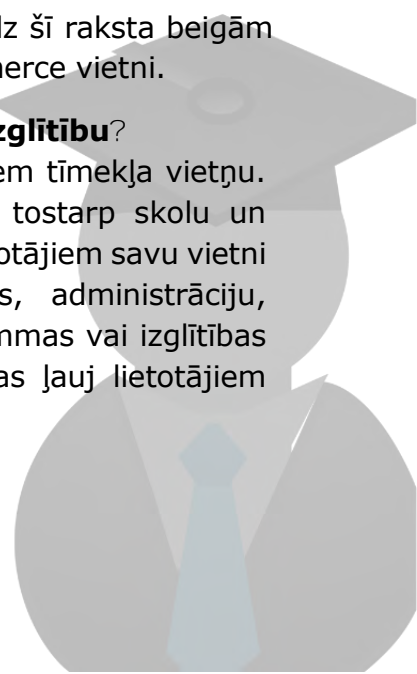 dz šī raksta beigām
nerce vietni.
zglītību?
em tīmekļa vietņu.
tostarp skolu un
otājiem savu vietni
s, administrāciju,
mmas vai izglītības
as ļauj lietotājiem